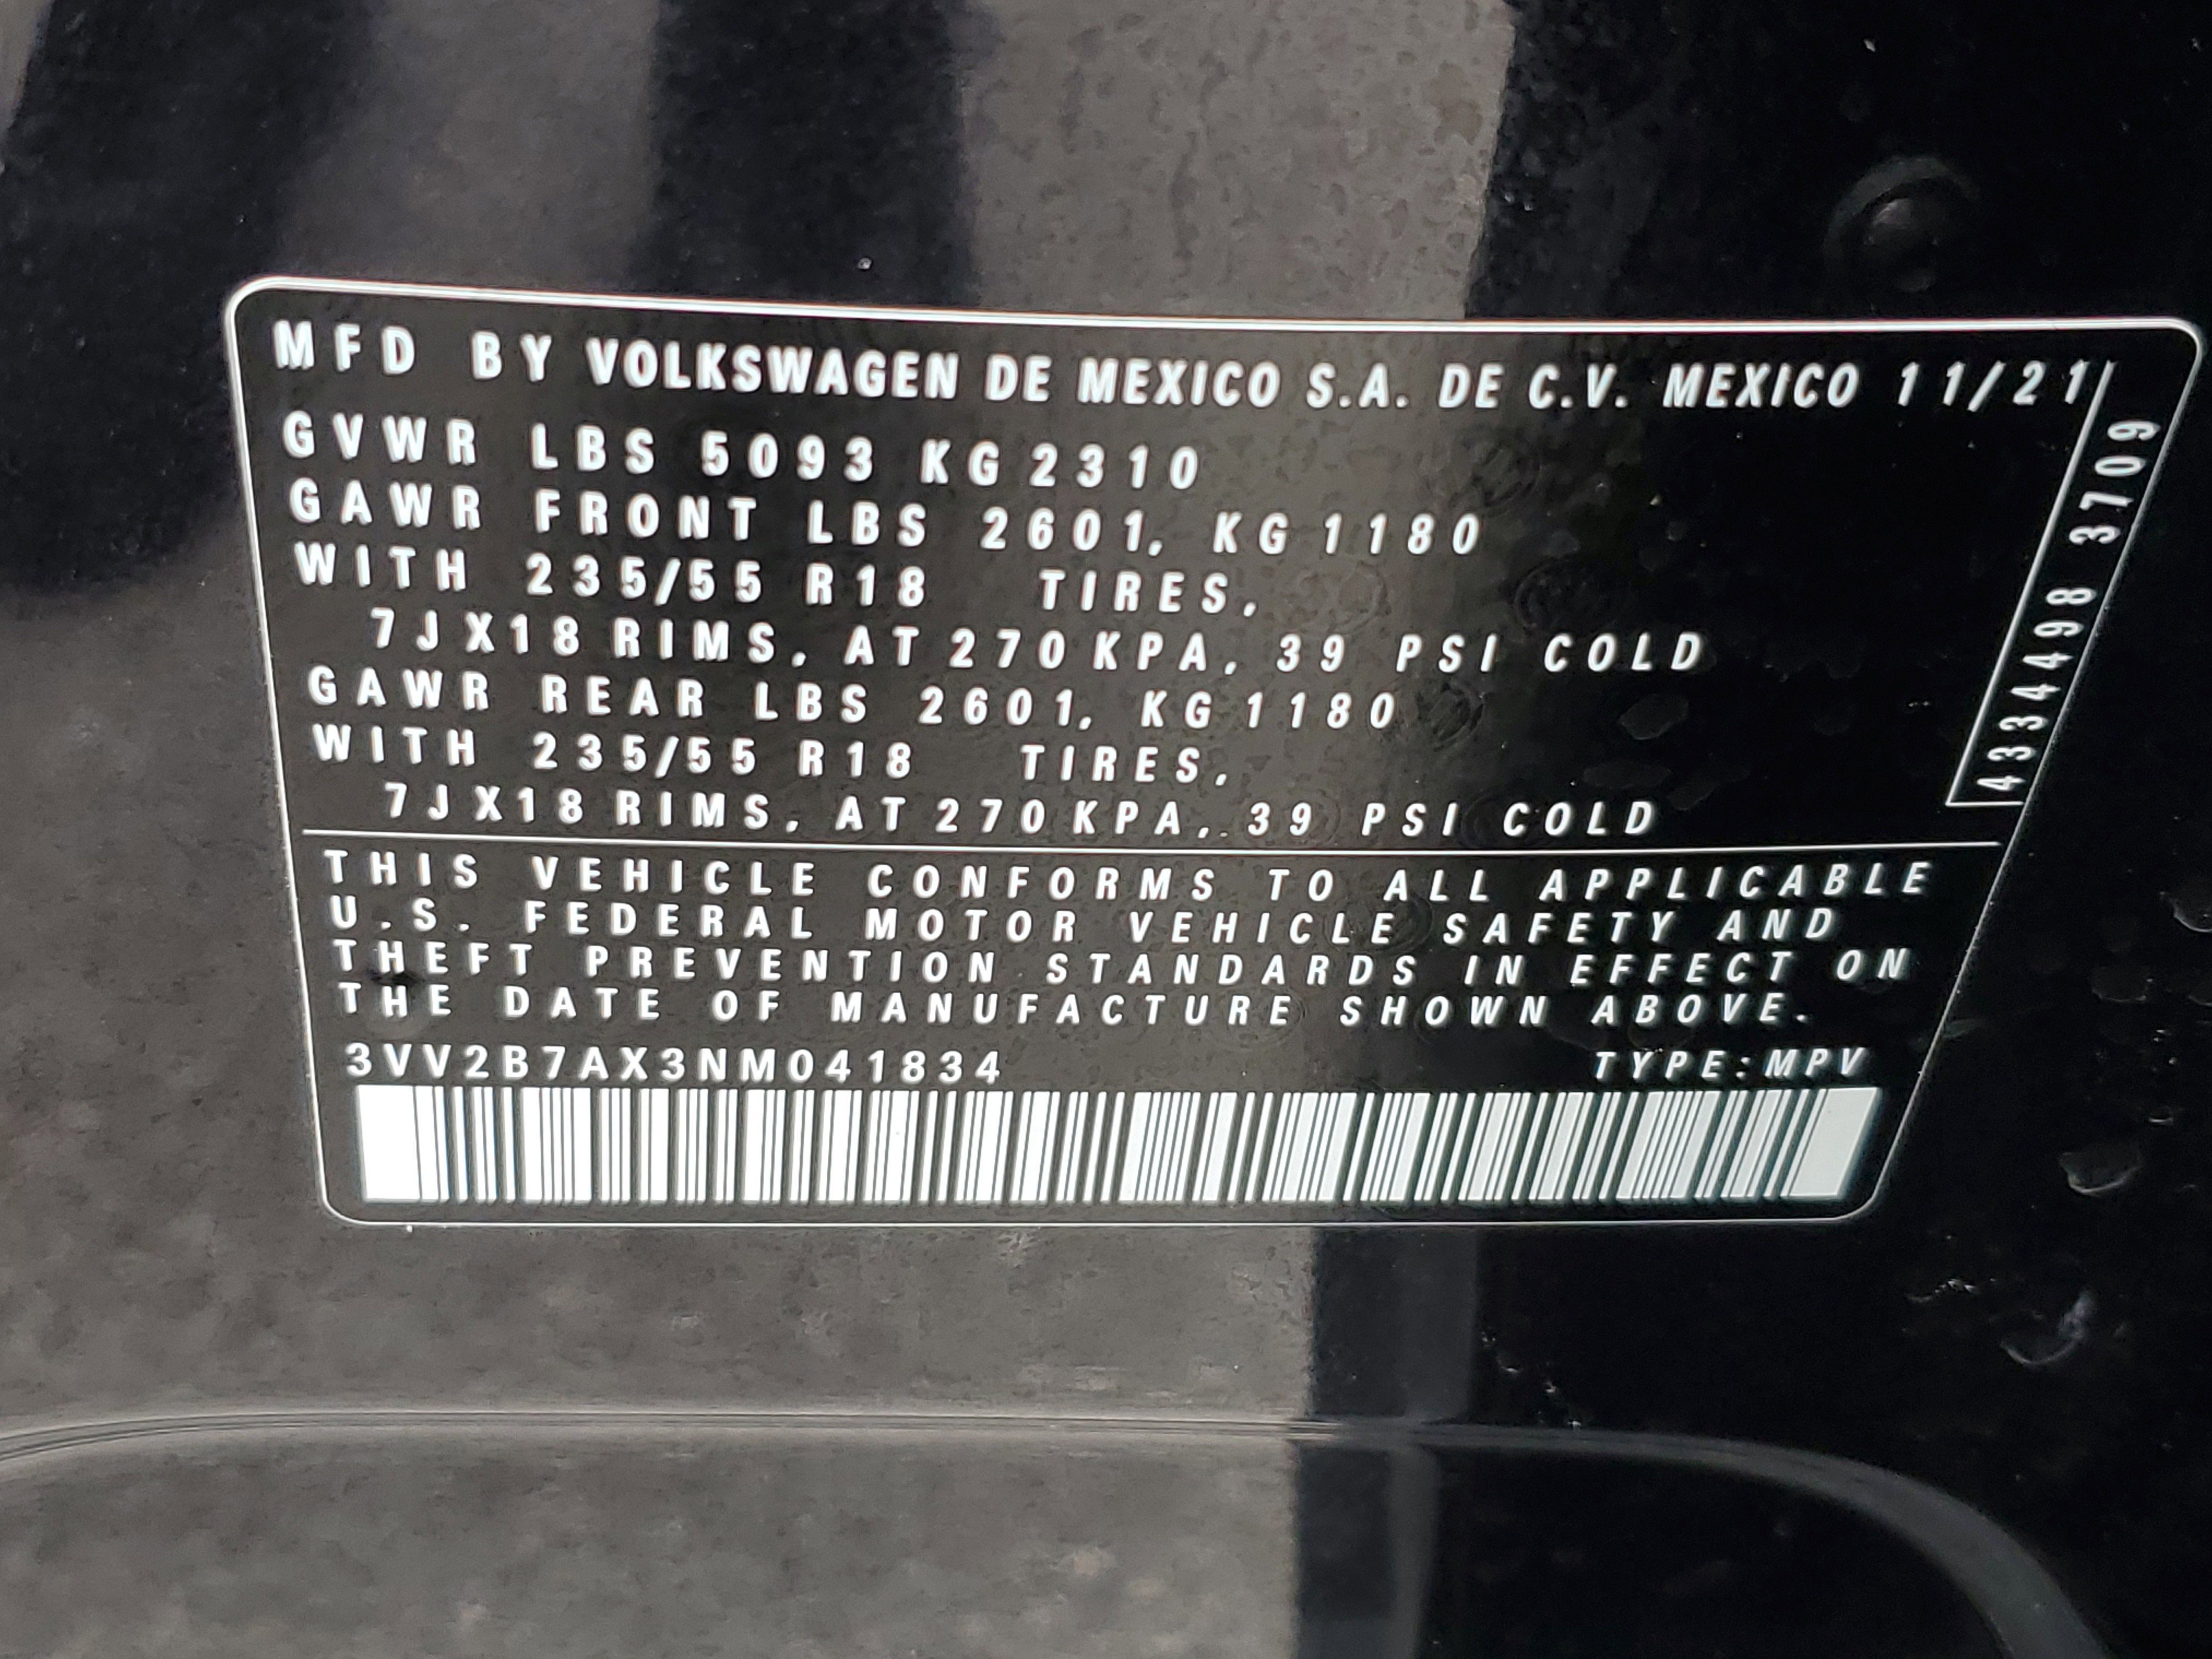 MFD BY VOLKSWAGEN DE MEXICO S.A. DE C.V. MEXICO 11/21
GVWR LBS 5093 KG 2310
GAWR FRONT LBS 2601, KG 1180
WITH 235/55 R18 TIRES,
7JX18 RIMS, AT 270 KPA, 39 PSI COLD
GAWR REAR LBS 2601, KG 1180
WITH 235/55 R18 TIRES,
7JX18 RIMS, AT 270 KPA, 39 PSI COLD
4334498 3709
THIS VEHICLE CONFORMS TO ALL APPLICABLE
U.S. FEDERAL MOTOR VEHICLE SAFETY AND
THEFT PREVENTION STANDARDS IN EFFECT ON
THE DATE OF MANUFACTURE SHOWN ABOVE.
3VV2B7AX3NM041834 TYPE:MPV